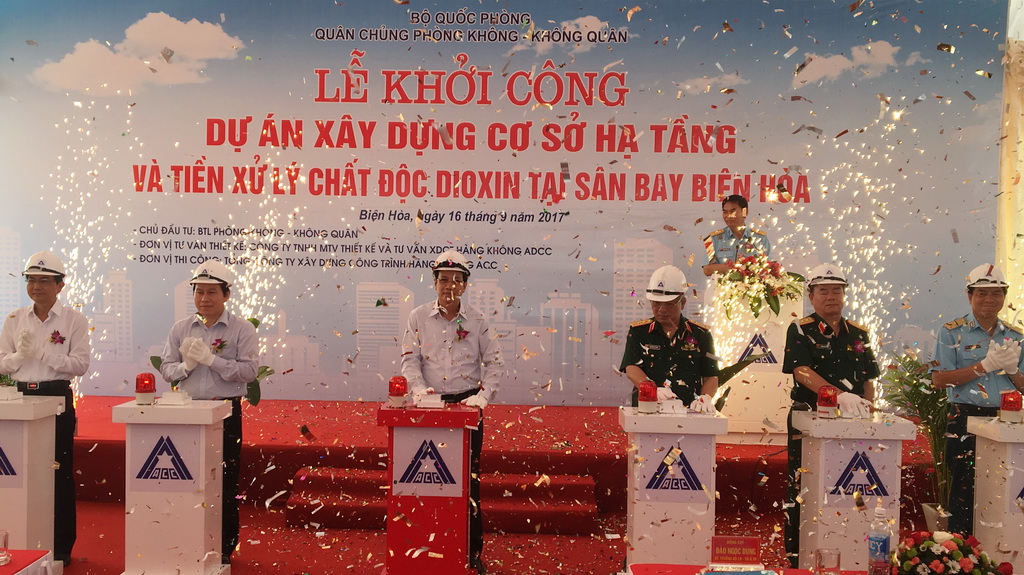 BỘ QUỐC PHÒNG
QUÂN CHỦNG PHÒNG KHÔNG - KHÔNG QUÂN
LỄ KHỞI CÔNG
DỰ ÁN XÂY DỰNG CƠ SỞ HẠ TẦNG
VÀ TIỀN XỬ LÝ CHẤT ĐỘC DIOXIN TẠI SÂN BAY BIÊN HÒA
Biên Hòa, ngày 16 tháng 9 năm 2017
- CHỦ ĐẦU TƯ: BTL PHÒNG KHÔNG - KHÔNG QUÂN
- ĐƠN VỊ TƯ VẤN THIẾT KẾ: CÔNG TY TNHH MTV THIẾT KẾ VÀ TƯ VẤN XDCT HÀNG KHÔNG ADCC
- ĐƠN VỊ THI CÔNG: TỔNG CÔNG TY XÂY DỰNG CÔNG TRÌNH HÀNG KHÔNG ACC
ACC
ACC
ACC
ACC
ĐÀO NGỌC DUNG